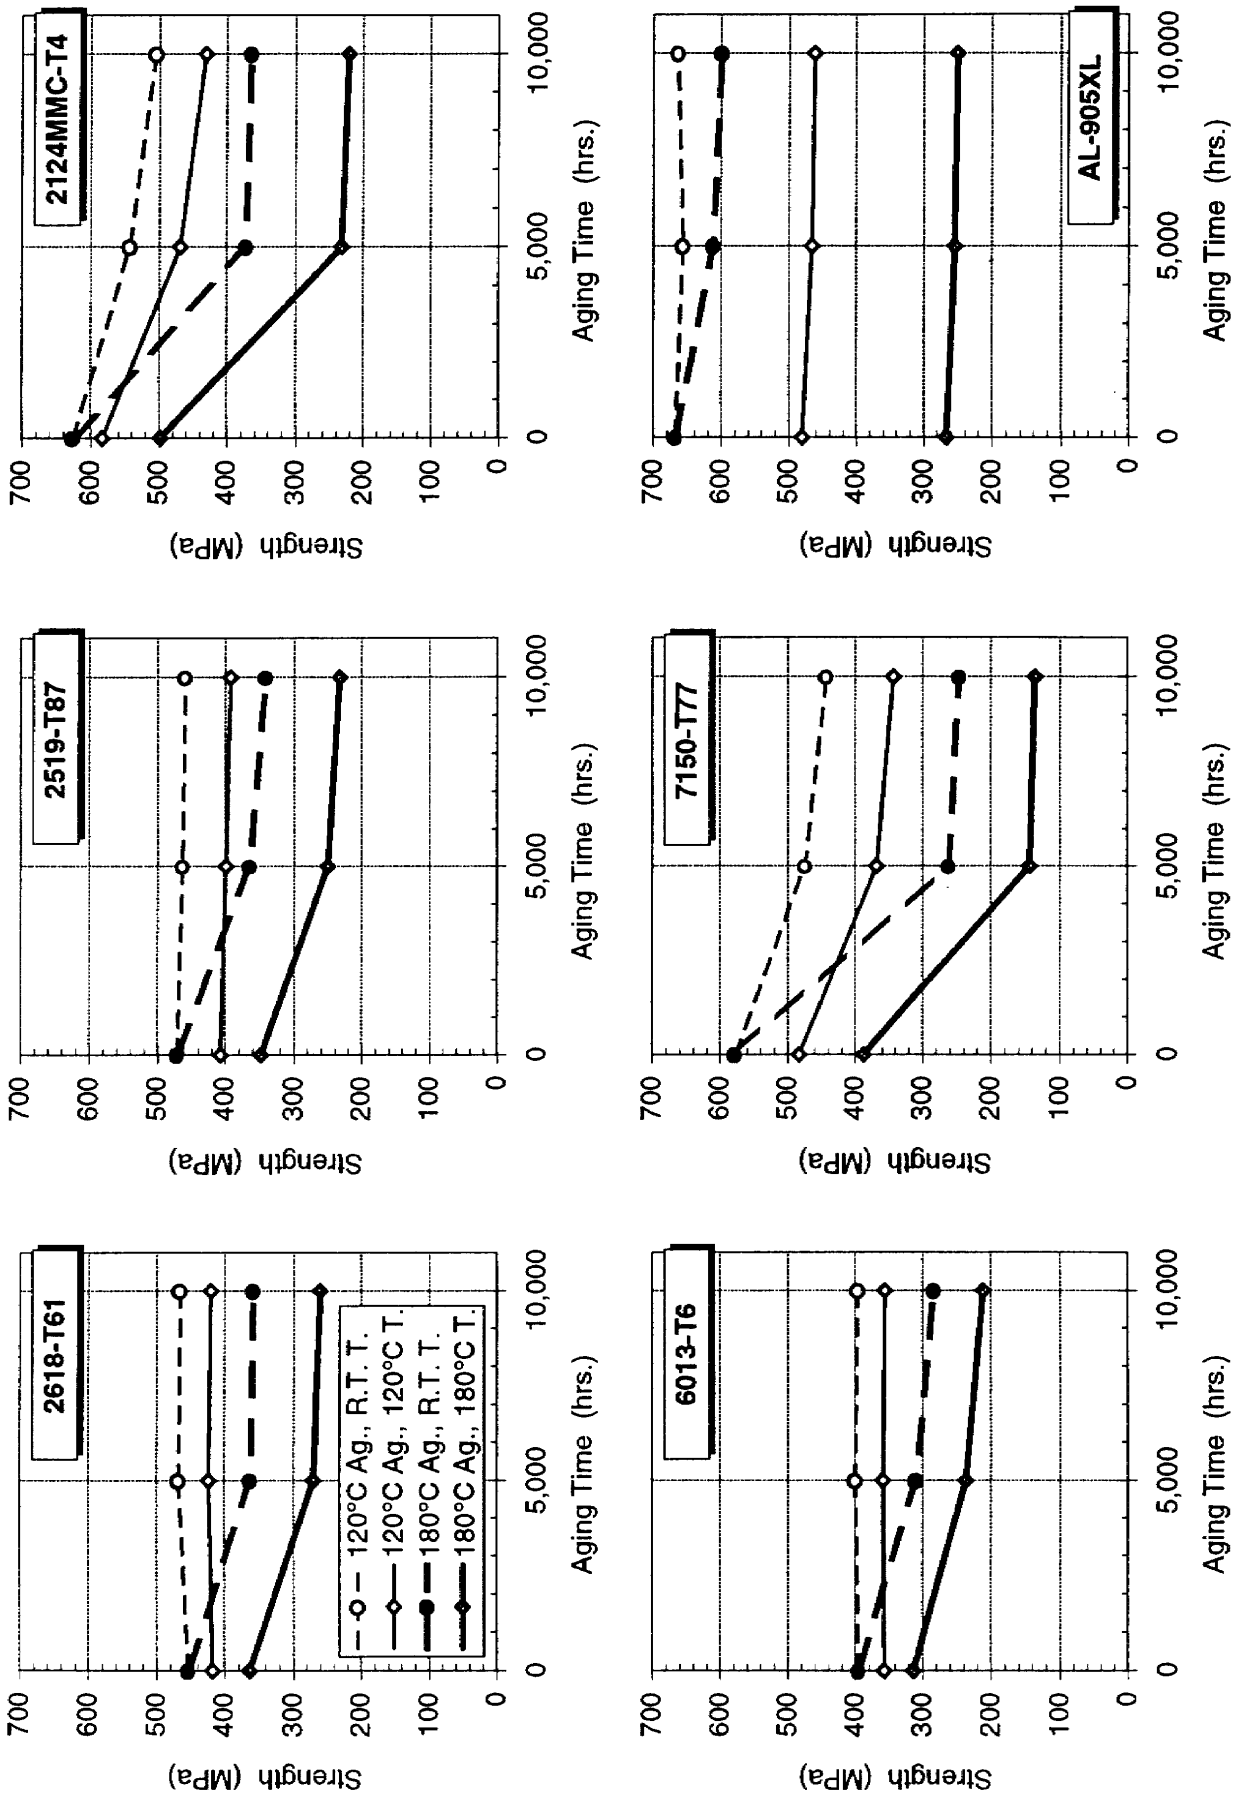 2618-T61
700
600
500
400
300
200
100
0
Strength (MPa)
120°C Ag., R.T. T.
120°C Ag., 120°C T.
180°C Ag., R.T. T.
180°C Ag., 180°C T.
0 5,000 10,000
Aging Time (hrs.)
2519-T87
700
600
500
400
300
200
100
0
Strength (MPa)
0 5,000 10,000
Aging Time (hrs.)
2124MMC-T4
700
600
500
400
300
200
100
0
Strength (MPa)
0 5,000 10,000
Aging Time (hrs.)
6013-T6
700
600
500
400
300
200
100
0
Strength (MPa)
0 5,000 10,000
Aging Time (hrs.)
7150-T77
700
600
500
400
300
200
100
0
Strength (MPa)
0 5,000 10,000
Aging Time (hrs.)
700
600
500
400
300
200
100
0
Strength (MPa)
AL-905XL
0 5,000 10,000
Aging Time (hrs.)